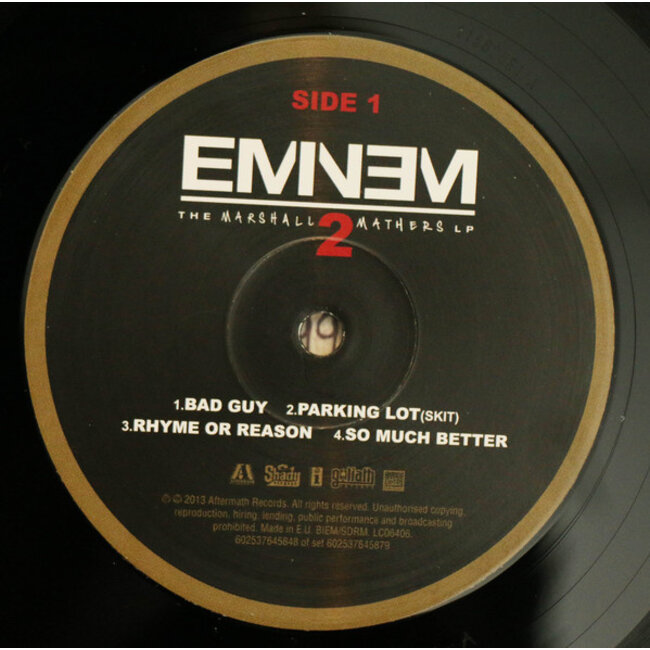 SIDE 1
EMINEM
THE MARSHALL MATHERS LP
2
1.BAD GUY 2.PARKING LOT(SKIT)
3.RHYME OR REASON 4.SO MUCH BETTER
Shady
i goliath
℗ © 2013 Aftermath Records. All rights reserved. Unauthorised copying,
reproduction, hiring, lending, public performance and broadcasting
prohibited. Made in E.U. BIEM/SDRM. LC06406.
602537645848 of set 602537645879